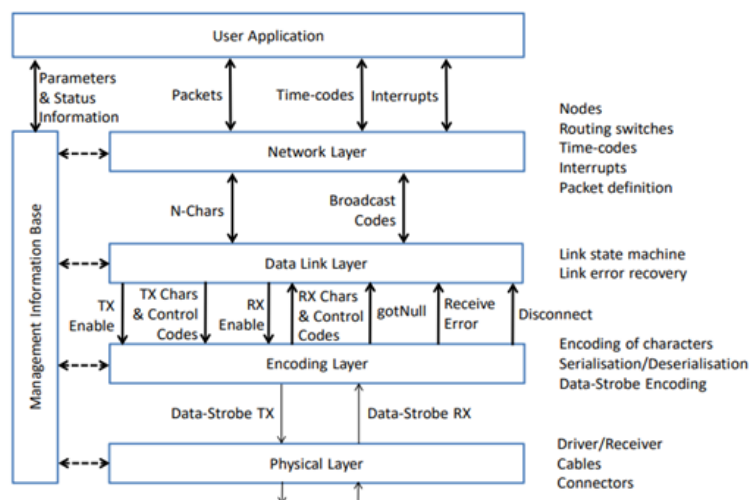 User Application
Parameters
& Status
Information
Packets
Time-codes
Interrupts
Nodes
Routing switches
Time-codes
Interrupts
Packet definition
Network Layer
N-Chars
Broadcast
Codes
Management Information Base
Data Link Layer
Link state machine
Link error recovery
TX
Enable
TX Chars
& Control
Codes
RX
Enable
RX Chars
& Control
Codes
gotNull
Receive
Error
Disconnect
Encoding Layer
Encoding of characters
Serialisation/Deserialisation
Data-Strobe Encoding
Data-Strobe TX
Data-Strobe RX
Physical Layer
Driver/Receiver
Cables
Connectors